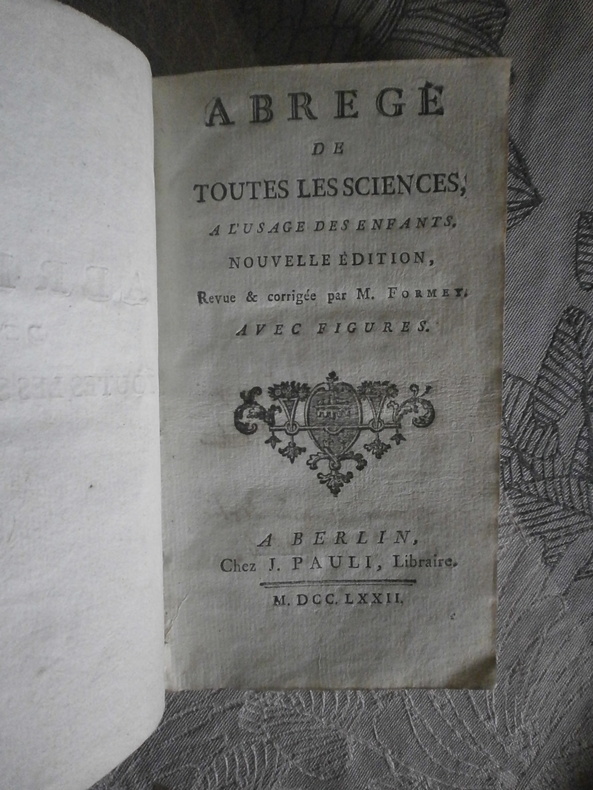 ABREGÉ
DE
TOUTES LES SCIENCES,
A L'USAGE DES ENFANTS,
NOUVELLE ÉDITION,
Revue & corrigée par M. FORMEY.
AVEC FIGURES.
A BERLIN,
Chez J. PAULI, Libraire.
M. DCC. LXXII.